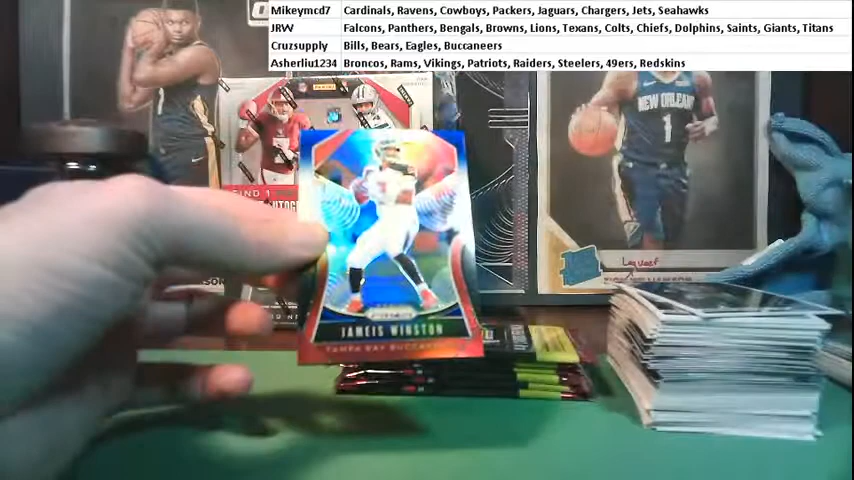 Mikeymcd7 Cardinals, Ravens, Cowboys, Packers, Jaguars, Chargers, Jets, Seahawks
JRW Falcons, Panthers, Bengals, Browns, Lions, Texans, Colts, Chiefs, Dolphins, Saints, Giants, Titans
Cruzsupply Bills, Bears, Eagles, Buccaneers
Asherliu1234 Broncos, Rams, Vikings, Patriots, Raiders, Steelers, 49ers, Redskins
NEW ORLEANS
1
FIND 1
JAMEIS WINSTON
TAMPA BAY BUCCANEERS